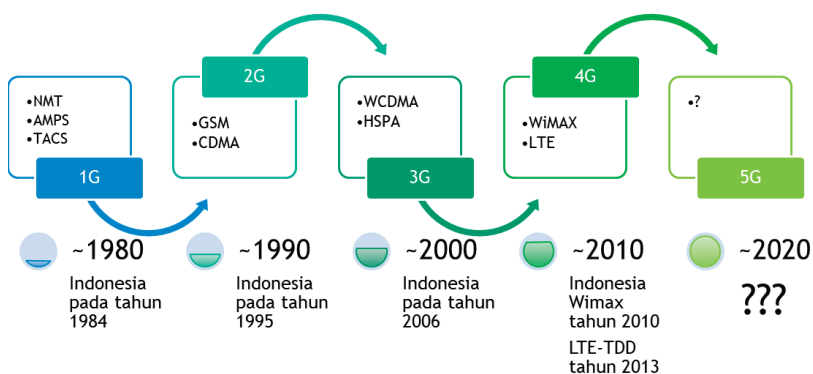 •NMT
•AMPS
•TACS
1G
2G
•GSM
•CDMA
•WCDMA
•HSPA
3G
4G
•WiMAX
•LTE
•?
5G
~1980
Indonesia
pada tahun
1984
~1990
Indonesia
pada tahun
1995
~2000
Indonesia
pada tahun
2006
~2010
Indonesia
Wimax
tahun 2010
LTE-TDD
tahun 2013
~2020
???